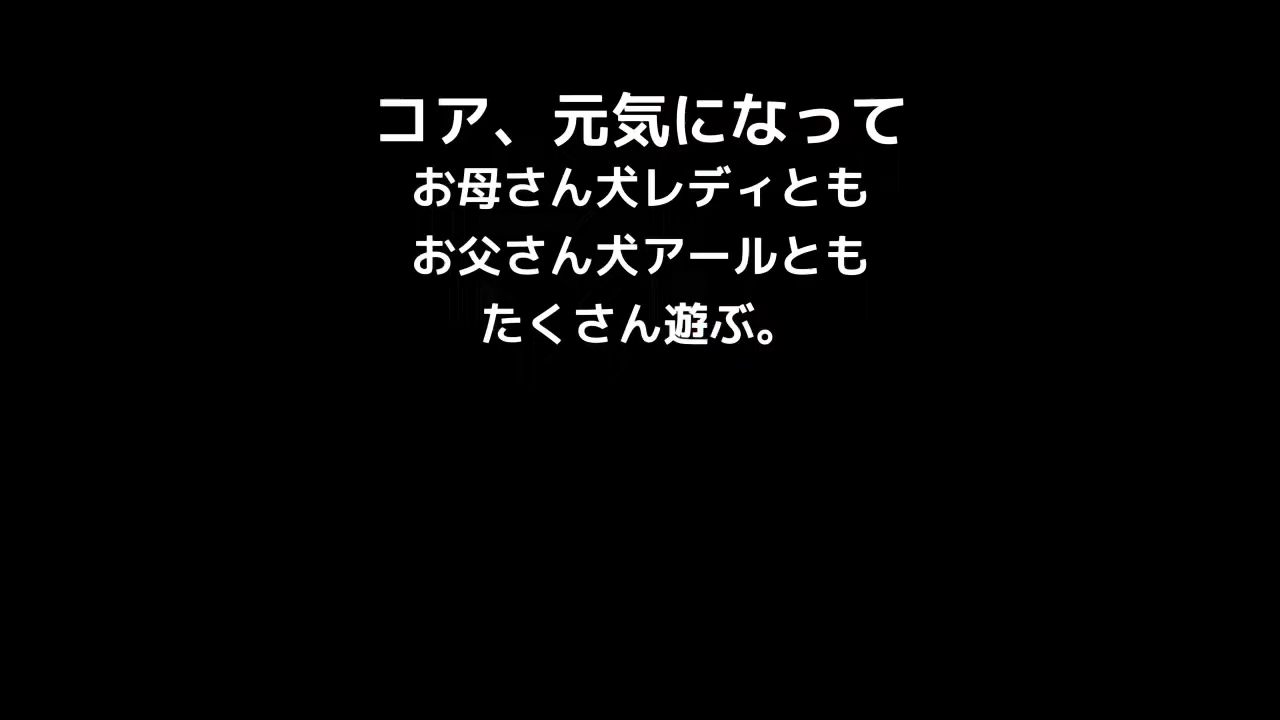 コア、元気になって
お母さん犬レディとも
お父さん犬アールとも
たくさん遊ぶ。